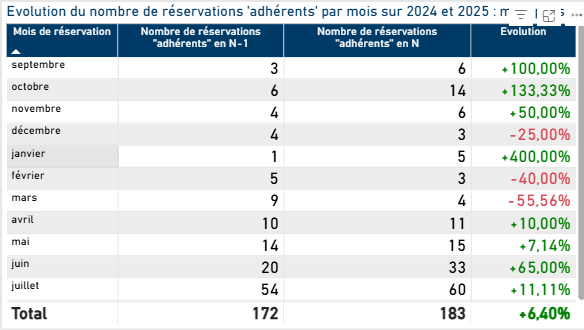 Evolution du nombre de réservations 'adhérents' par mois sur 2024 et 2025 :
Mois de réservation Nombre de réservations "adhérents" en N-1 Nombre de réservations "adhérents" en N Evolution
septembre 3 6 +100,00%
octobre 6 14 +133,33%
novembre 4 6 +50,00%
décembre 4 3 -25,00%
janvier 1 5 +400,00%
février 5 3 -40,00%
mars 9 4 -55,56%
avril 10 11 +10,00%
mai 14 15 +7,14%
juin 20 33 +65,00%
juillet 54 60 +11,11%
Total 172 183 +6,40%